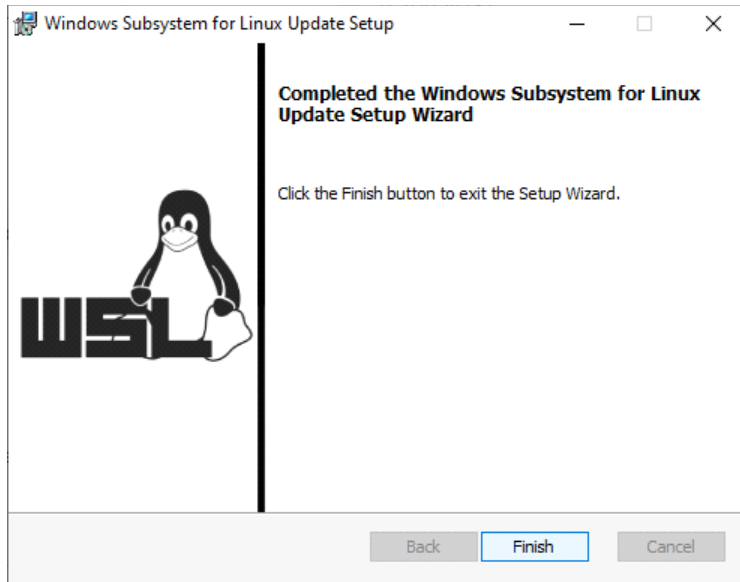 Windows Subsystem for Linux Update Setup
Completed the Windows Subsystem for Linux
Update Setup Wizard
Click the Finish button to exit the Setup Wizard.
WSL
Back
Finish
Cancel